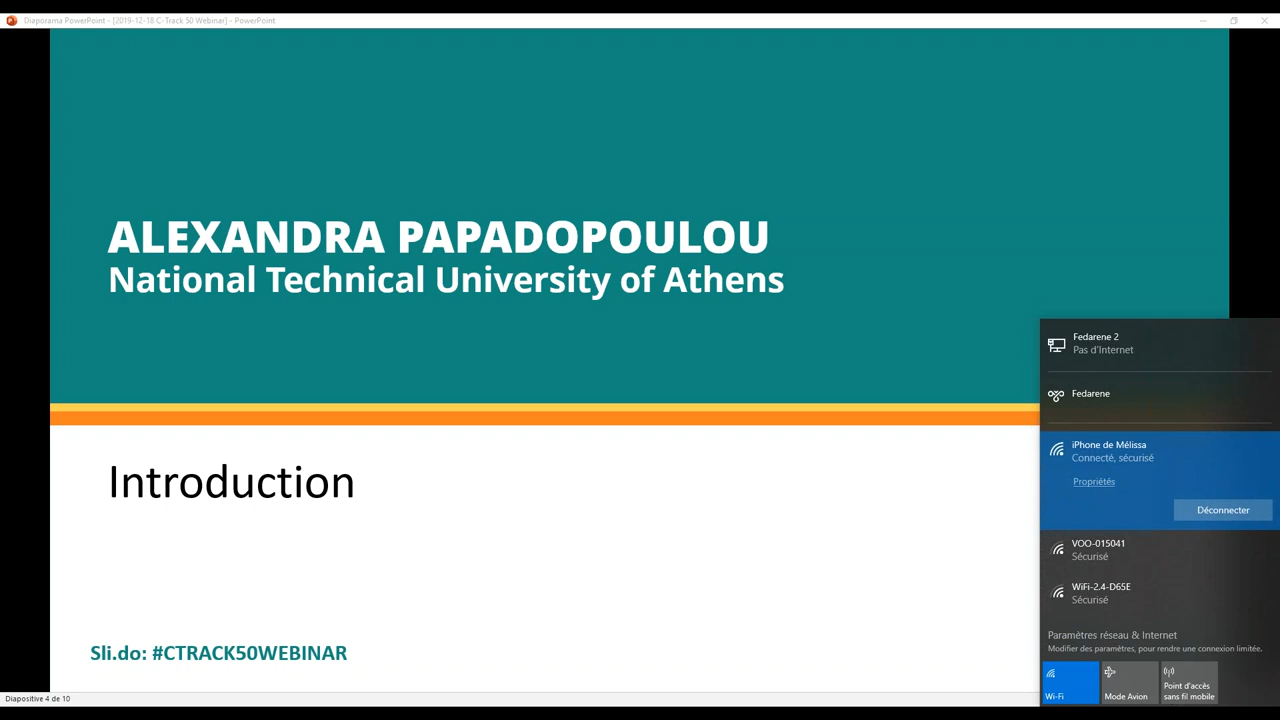 Diaporama PowerPoint - [2019-12-18 C-Track 50 Webinar] - PowerPoint
ALEXANDRA PAPADOPOULOU
National Technical University of Athens
Introduction
Sli.do: #CTRACK50WEBINAR
Diapositive 4 de 10
Fedarene 2
Pas d'Internet
Fedarene
iPhone de Mélissa
Connecté, sécurisé
Propriétés
Déconnecter
VOO-015041
Sécurisé
WiFi-2.4-D65E
Sécurisé
Paramètres réseau & Internet
Modifier des paramètres, pour rendre une connexion limitée.
Wi-Fi
Mode Avion
Point d'accès
sans fil mobile